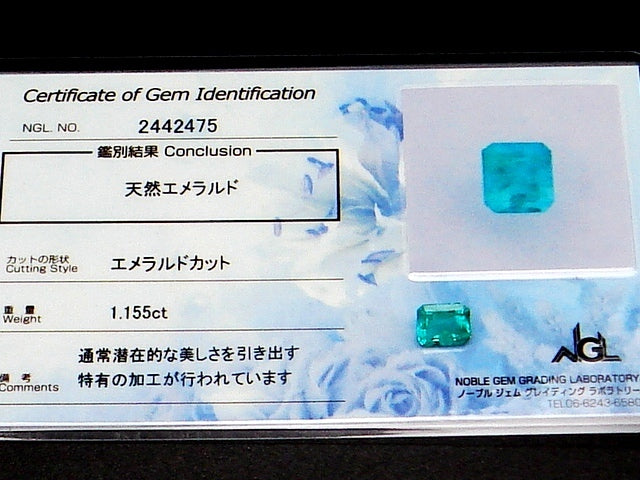 Certificate of Gem Identification
NGL. NO. 2442475
鑑別結果 Conclusion
天然エメラルド
カットの形状
Cutting Style エメラルドカット
重量
Weight 1.155ct
通常潜在的な美しさを引き出す
備考
Comments 特有の加工が行われています
NGL
NOBLE GEM GRADING LABORATORY
ノーブル ジェム グレイディング ラボラトリー
TEL06-6243-6580